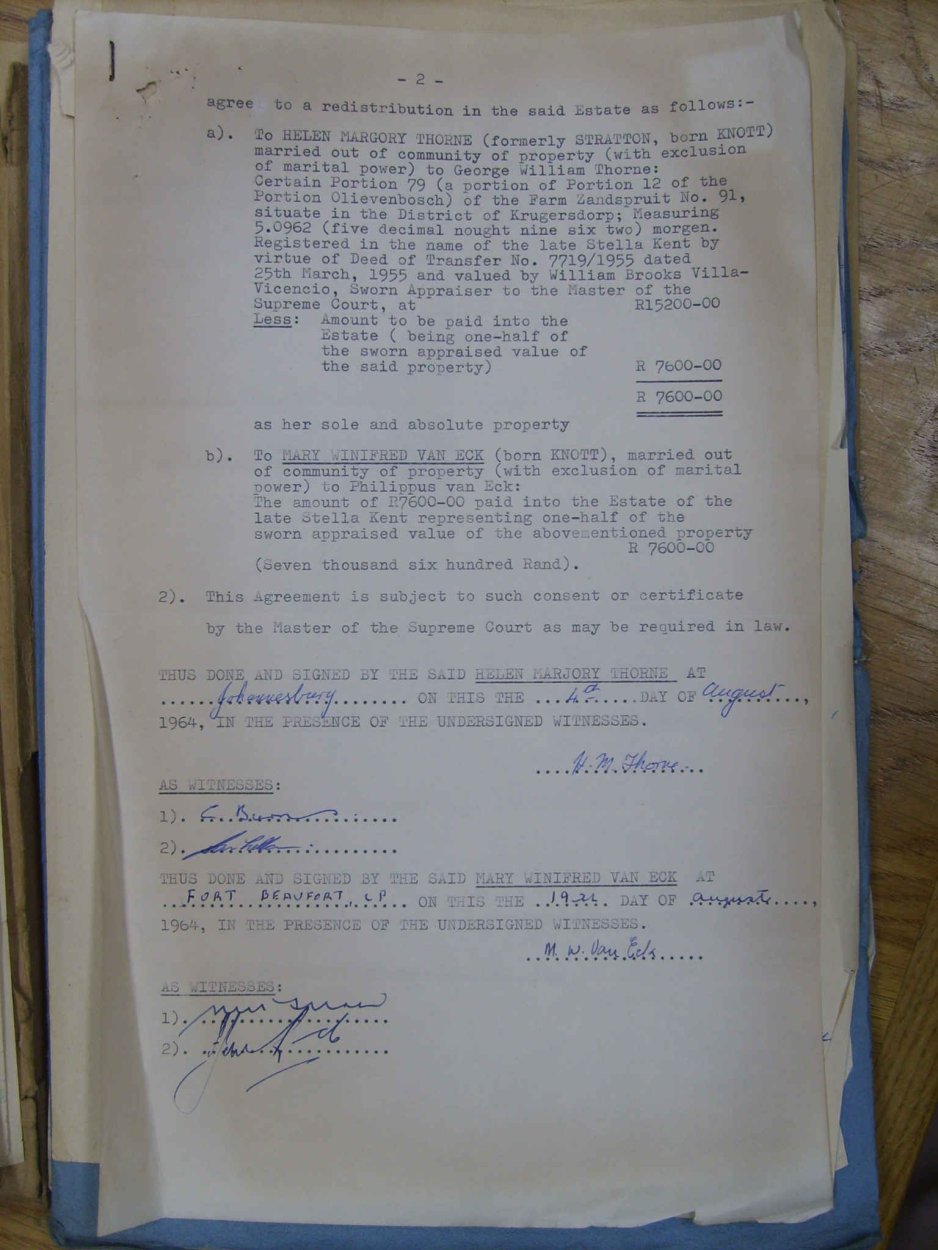 - 2 -
agree to a redistribution in the said Estate as follows:-
a). To HELEN MARGORY THORNE (formerly STRATTON, born KNOTT)
married out of community of property (with exclusion
of marital power) to George William Thorne:
Certain Portion 79 (a portion of Portion 12 of the
Portion Olievenbosch) of the Farm Zandspruit No. 91,
situate in the District of Krugersdorp; Measuring
5.0962 (five decimal nought nine six two) morgen.
Registered in the name of the late Stella Kent by
virtue of Deed of Transfer No. 7719/1955 dated
25th March, 1955 and valued by William Brooks Villa-
Vicencio, Sworn Appraiser to the Master of the
Supreme Court, at R15200-00
Less: Amount to be paid into the
Estate ( being one-half of
the sworn appraised value of
the said property) R 7600-00
R 7600-00
as her sole and absolute property
b). To MARY WINIFRED VAN ECK (born KNOTT), married out
of community of property (with exclusion of marital
power) to Philippus van Eck:
The amount of R7600-00 paid into the Estate of the
late Stella Kent representing one-half of the
sworn appraised value of the abovementioned property
R 7600-00
(Seven thousand six hundred Rand).
2). This Agreement is subject to such consent or certificate
by the Master of the Supreme Court as may be required in law.
THUS DONE AND SIGNED BY THE SAID HELEN MARJORY THORNE AT
......Johannesburg........ ON THIS THE ...4th.....DAY OF August.....,
1964, IN THE PRESENCE OF THE UNDERSIGNED WITNESSES.
....H. M. Thorne...
AS WITNESSES:
1).
2).
THUS DONE AND SIGNED BY THE SAID MARY WINIFRED VAN ECK AT
..FORT BEAUFORT, C.P. ON THIS THE ..19th. DAY OF August.....,
1964, IN THE PRESENCE OF THE UNDERSIGNED WITNESSES.
..M. W. Van Eck......
AS WITNESSES:
1).
2).